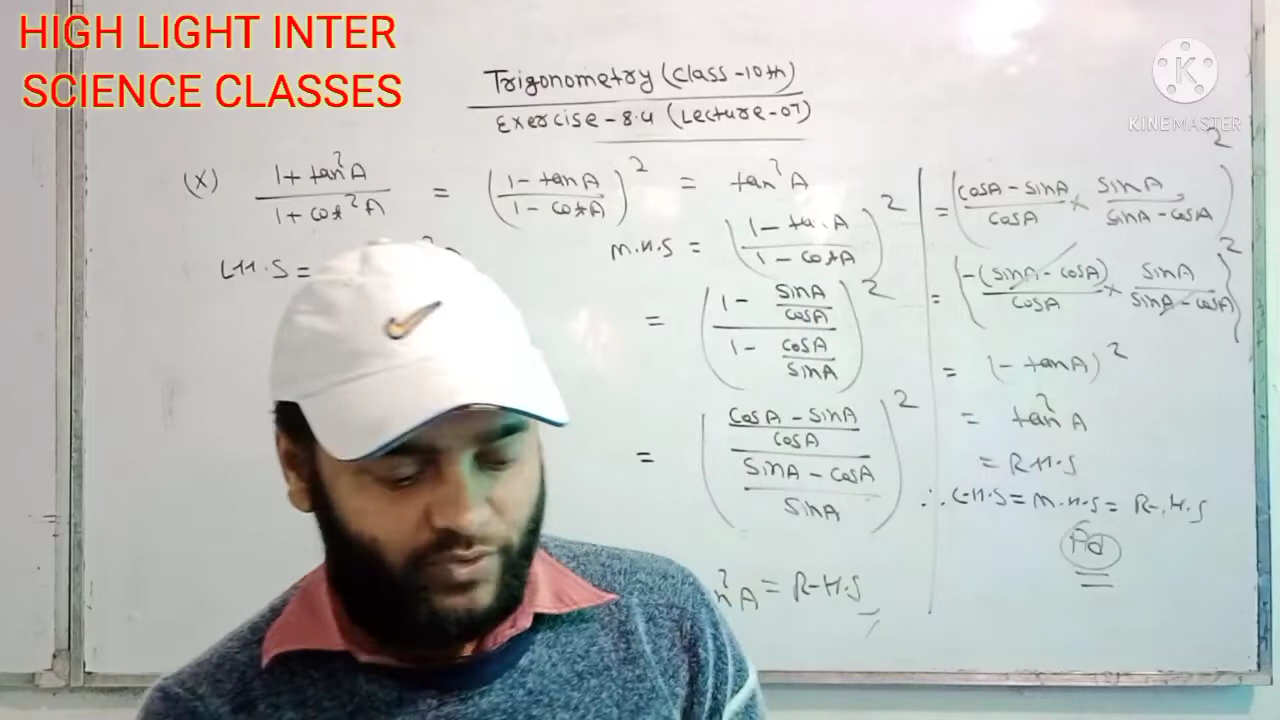 HIGH LIGHT INTER
SCIENCE CLASSES
K
KINEMASTER
Trigonometry (Class-10th)
Exercise-8.4 (Lecture-07)
(X) (1+tan²A)/(1+cot²A) = ((1-tanA)/(1-cotA))² = tan²A
L.H.S =
M.H.S = ((1-tanA)/(1-cotA))²
= ((1 - sinA/cosA)/(1 - cosA/sinA))²
= (((cosA-sinA)/cosA)/((sinA-cosA)/sinA))²
A = R-H.S
= ((cosA-sinA)/cosA × sinA/(sinA-cosA))²
= {-(sinA-cosA)/cosA × sinA/(sinA-cosA)}²
= (-tanA)²
= tan²A
= R.H.S
∴ L.H.S = M.H.S = R.H.S
Pd